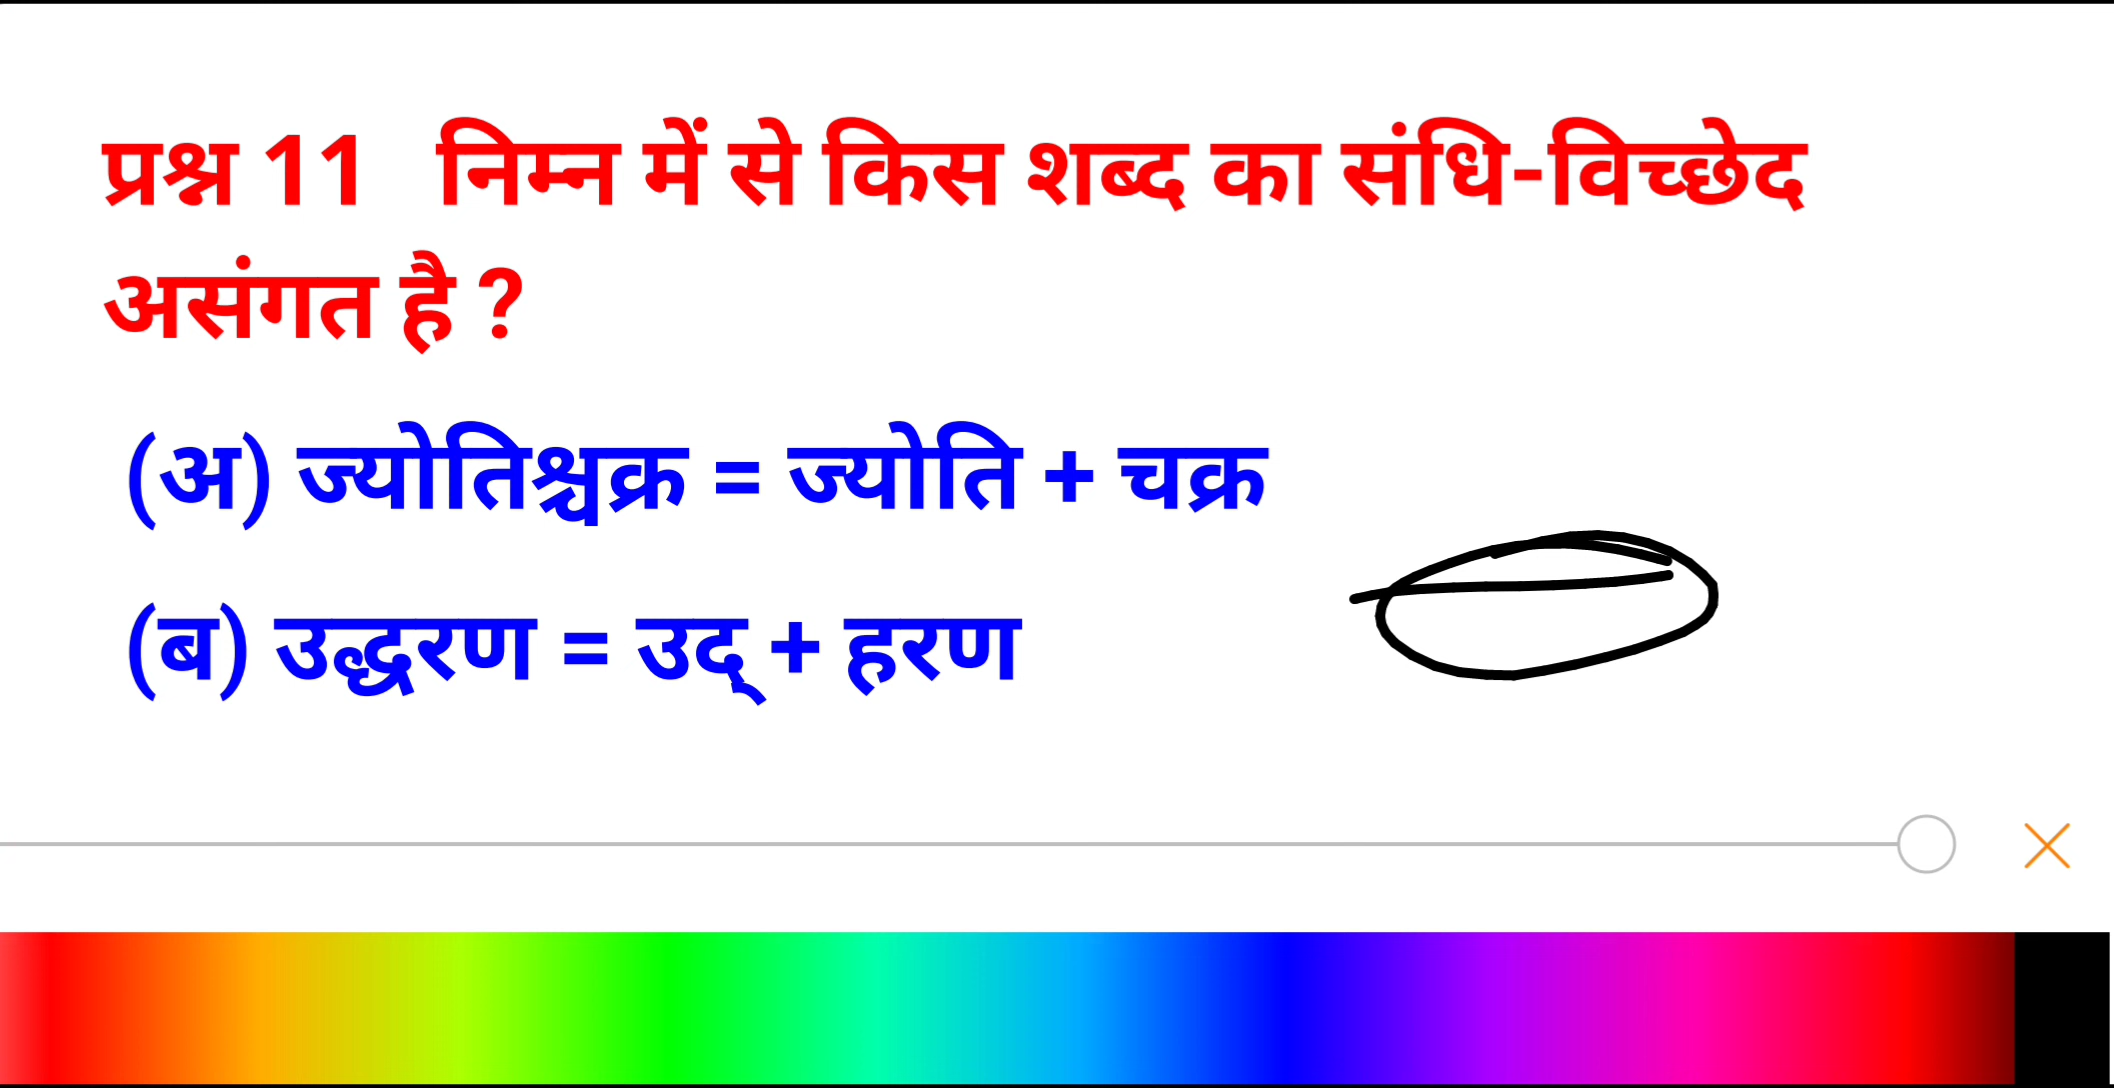 प्रश्न 11 निम्न में से किस शब्द का संधि-विच्छेद
असंगत है ?
(अ) ज्योतिश्चक्र = ज्योति + चक्र
(ब) उद्धरण = उद् + हरण